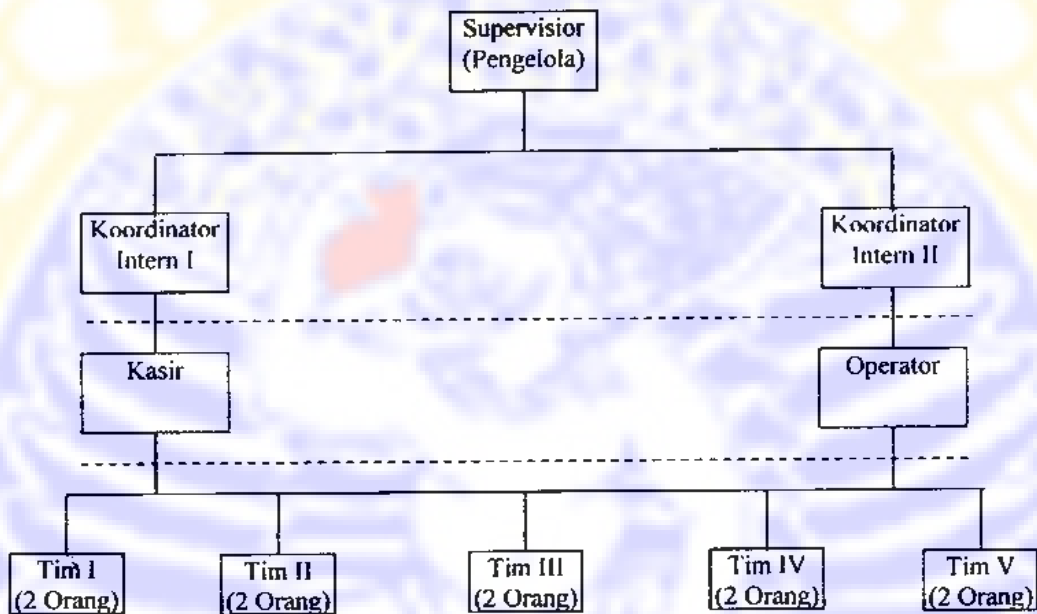 Supervisior
(Pengelola)
Koordinator
Intern I
Koordinator
Intern II
Kasir
Operator
Tim I
(2 Orang)
Tim II
(2 Orang)
Tim III
(2 Orang)
Tim IV
(2 Orang)
Tim V
(2 Orang)